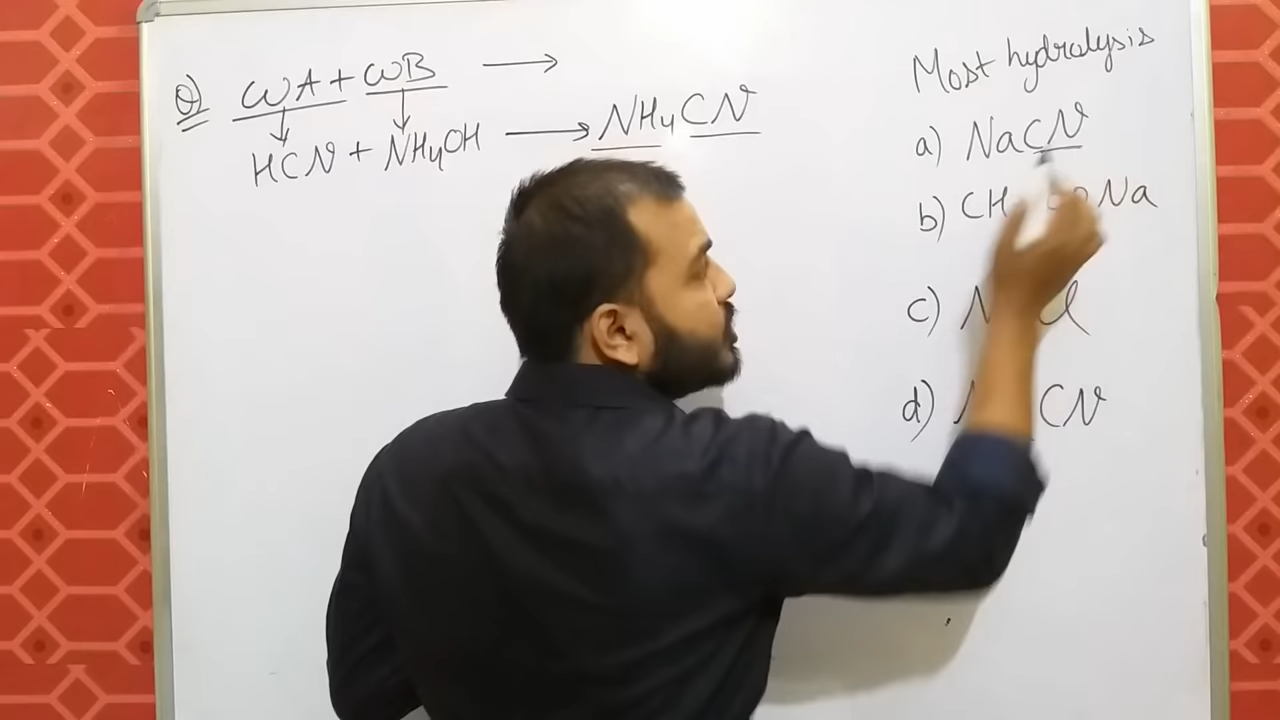 Q) WA + WB →
HCN + NH4OH → NH4CN
Most hydrolysis
a) NaCN
b) CH Na
c) N l
d) CN